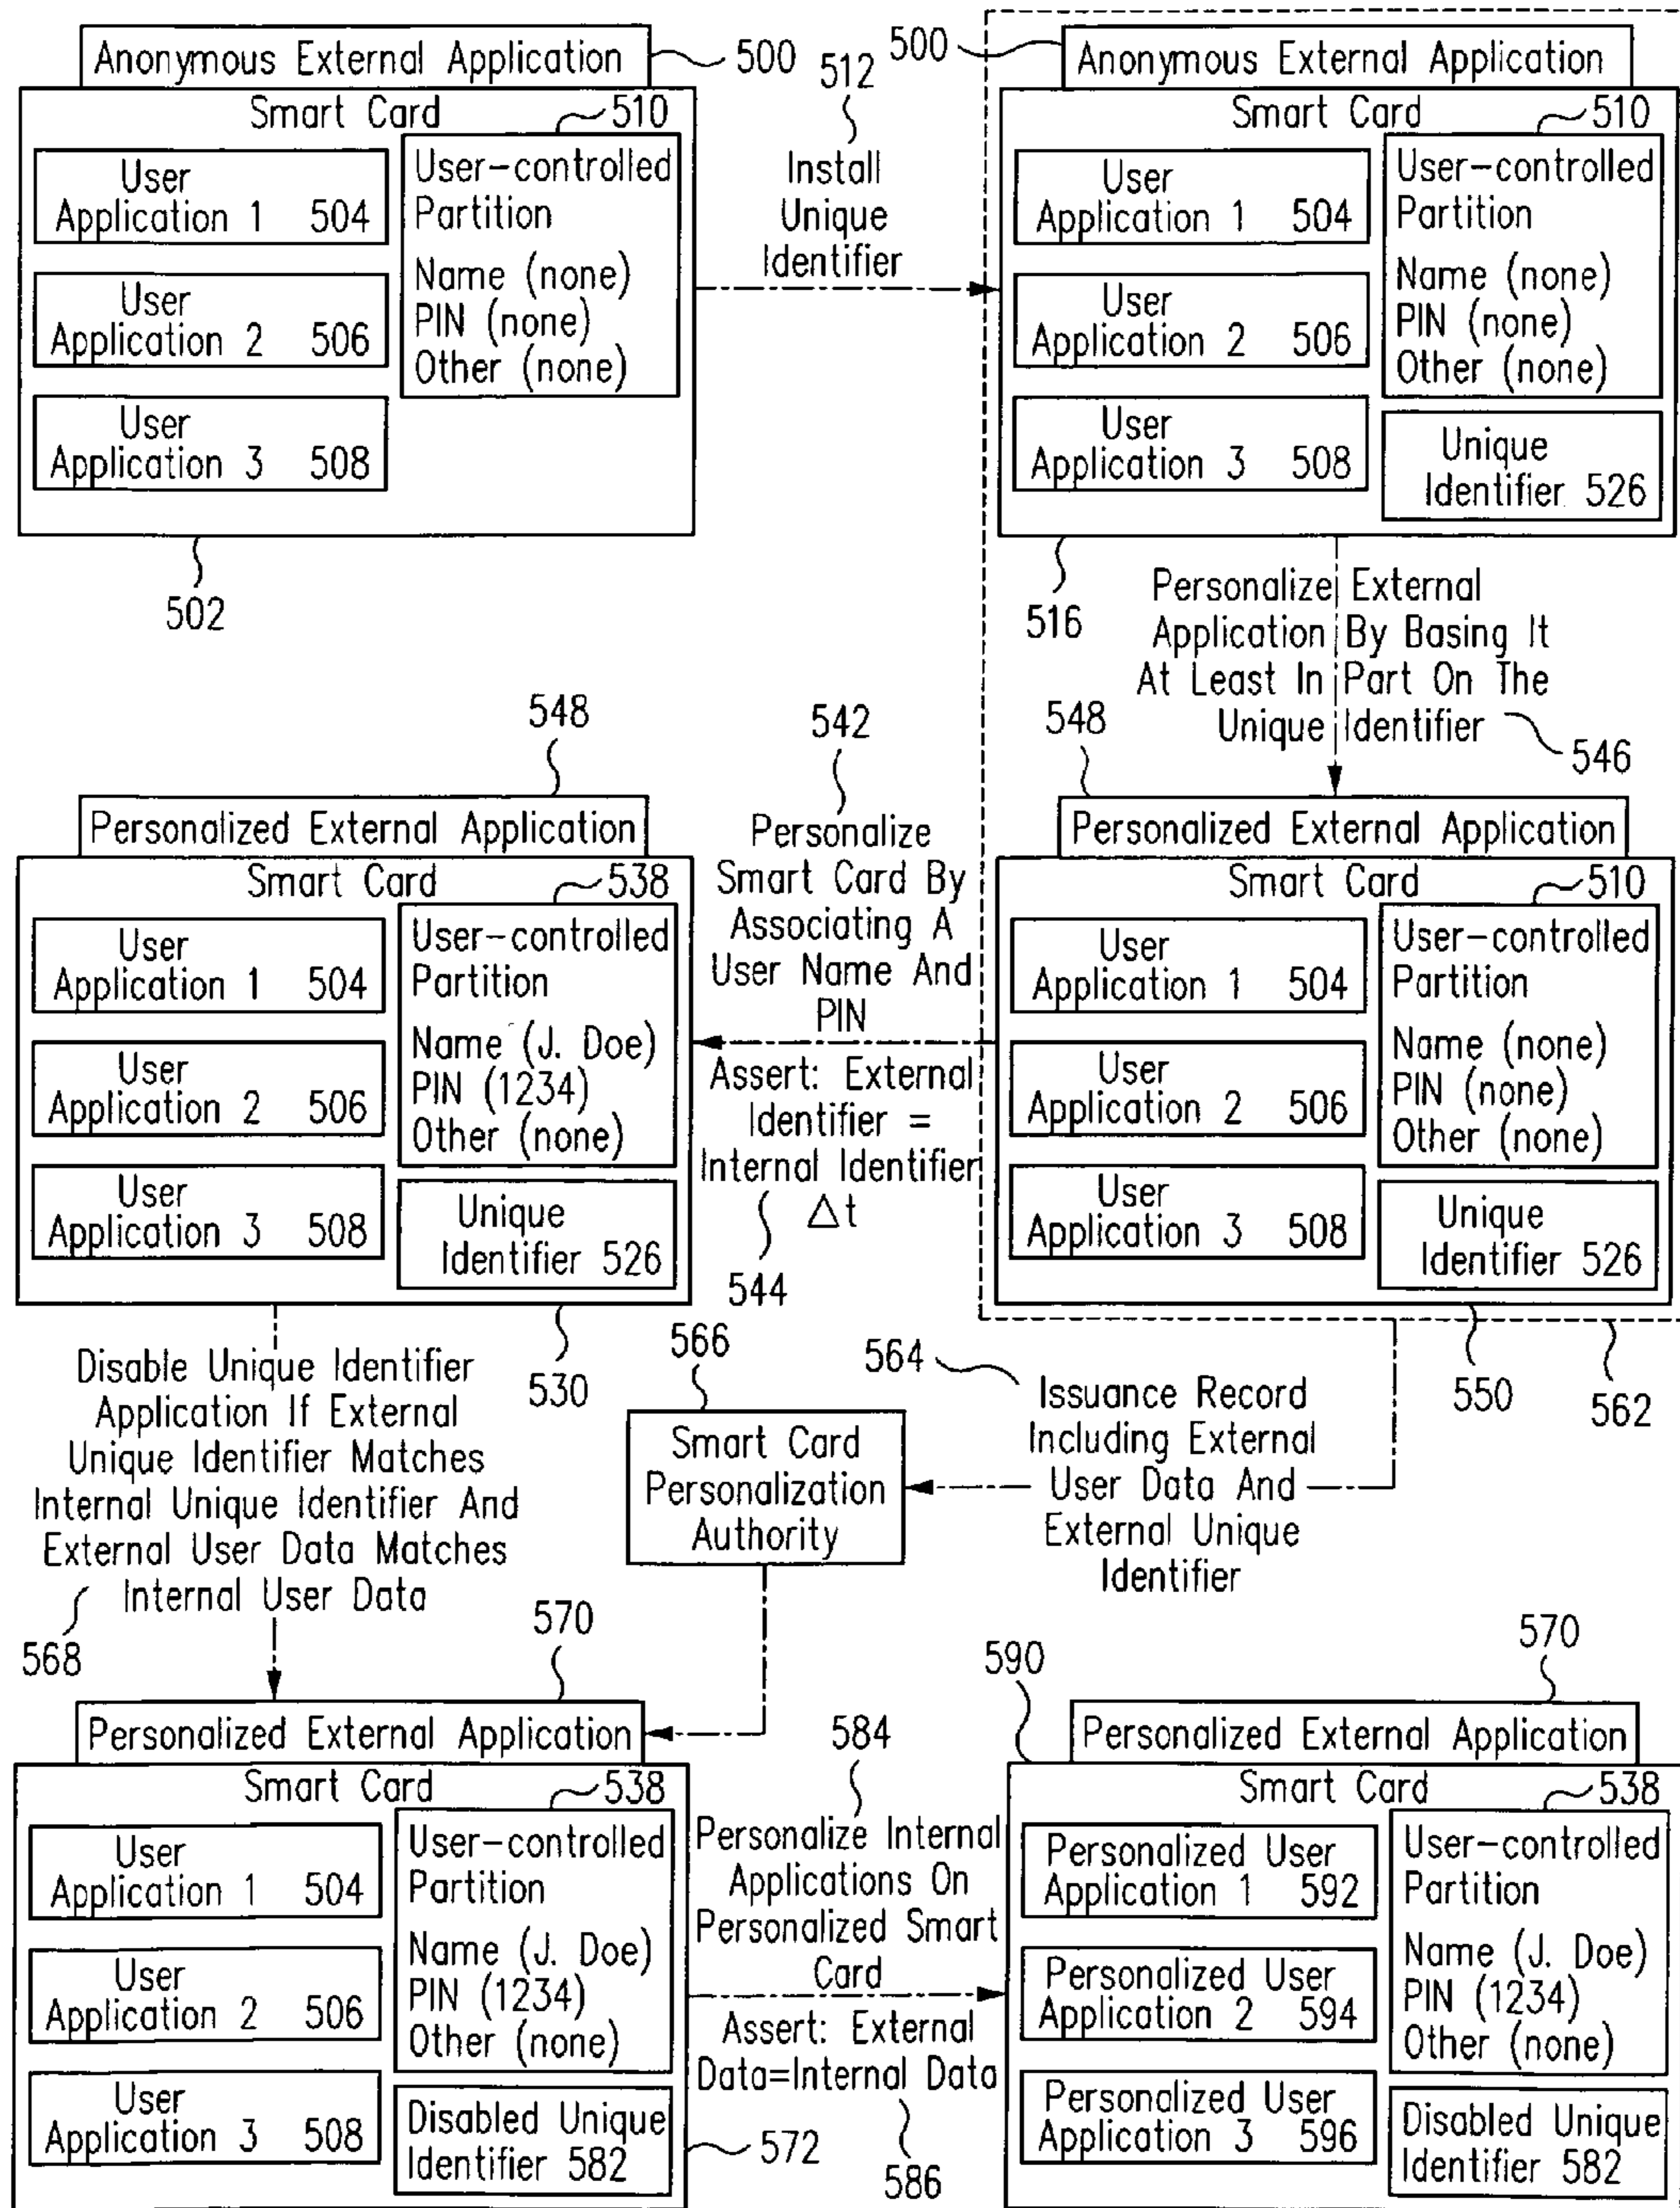 Anonymous External Application
500
Smart Card
510
User
Application 1 504
User
Application 2 506
User
Application 3 508
User-controlled
Partition
Name (none)
PIN (none)
Other (none)
502
512
Install
Unique
Identifier
500
Anonymous External Application
Smart Card
510
User
Application 1 504
User
Application 2 506
User
Application 3 508
User-controlled
Partition
Name (none)
PIN (none)
Other (none)
Unique
Identifier 526
516
Personalize External
Application By Basing It
At Least In Part On The
Unique Identifier
546
548
Personalized External Application
Smart Card
510
User
Application 1 504
User
Application 2 506
User
Application 3 508
User-controlled
Partition
Name (none)
PIN (none)
Other (none)
Unique
Identifier 526
550
562
542
Personalize
Smart Card By
Associating A
User Name And
PIN
Assert: External
Identifier =
Internal Identifier
Δt
544
548
Personalized External Application
Smart Card
538
User
Application 1 504
User
Application 2 506
User
Application 3 508
User-controlled
Partition
Name (J. Doe)
PIN (1234)
Other (none)
Unique
Identifier 526
530
564
Issuance Record
Including External
User Data And
External Unique
Identifier
566
Smart Card
Personalization
Authority
Disable Unique Identifier
Application If External
Unique Identifier Matches
Internal Unique Identifier And
External User Data Matches
Internal User Data
568
570
Personalized External Application
Smart Card
538
User
Application 1 504
User
Application 2 506
User
Application 3 508
User-controlled
Partition
Name (J. Doe)
PIN (1234)
Other (none)
Disabled Unique
Identifier 582
572
584
Personalize Internal
Applications On
Personalized Smart
Card
Assert: External
Data=Internal Data
586
590
570
Personalized External Application
Smart Card
538
Personalized User
Application 1 592
Personalized User
Application 2 594
Personalized User
Application 3 596
User-controlled
Partition
Name (J. Doe)
PIN (1234)
Other (none)
Disabled Unique
Identifier 582